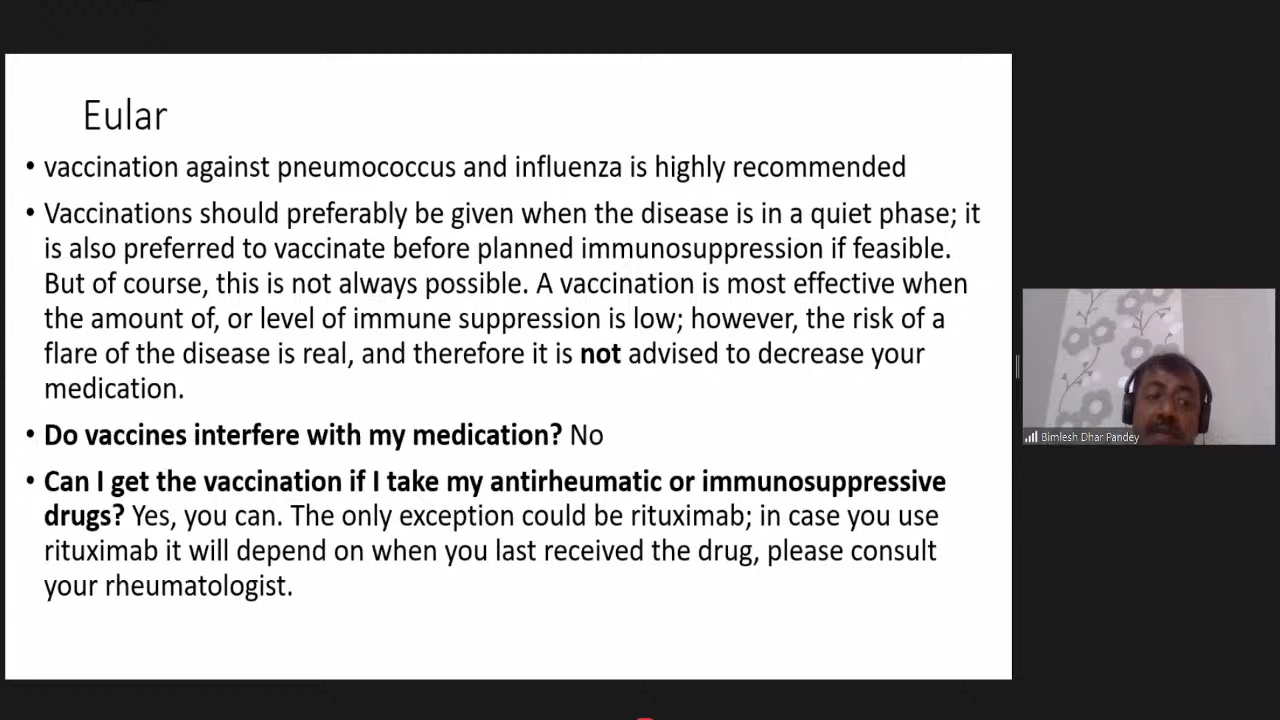 Eular
• vaccination against pneumococcus and influenza is highly recommended
• Vaccinations should preferably be given when the disease is in a quiet phase; it
is also preferred to vaccinate before planned immunosuppression if feasible.
But of course, this is not always possible. A vaccination is most effective when
the amount of, or level of immune suppression is low; however, the risk of a
flare of the disease is real, and therefore it is not advised to decrease your
medication.
• Do vaccines interfere with my medication? No
• Can I get the vaccination if I take my antirheumatic or immunosuppressive
drugs? Yes, you can. The only exception could be rituximab; in case you use
rituximab it will depend on when you last received the drug, please consult
your rheumatologist.
Bimlesh Dhar Pandey